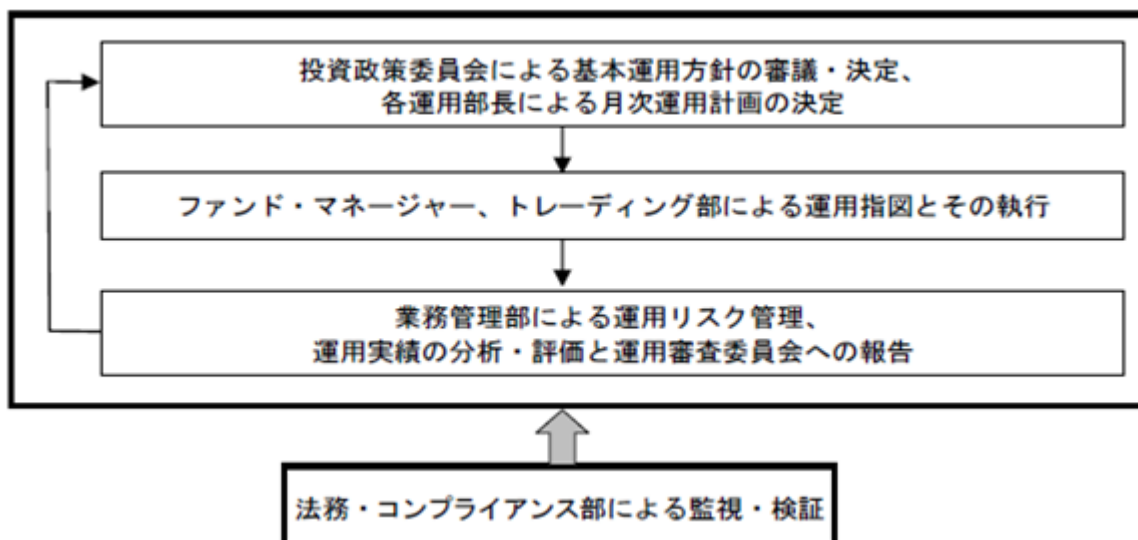 投資政策委員会による基本運用方針の審議・決定、
各運用部長による月次運用計画の決定
ファンド・マネージャー、トレーディング部による運用指図とその執行
業務管理部による運用リスク管理、
運用実績の分析・評価と運用審査委員会への報告
法務・コンプライアンス部による監視・検証